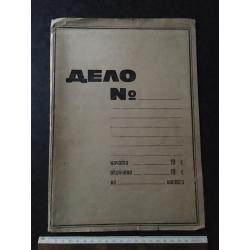 ДЕЛО
№
начато 19 г.
окончено 19 г.
на листах